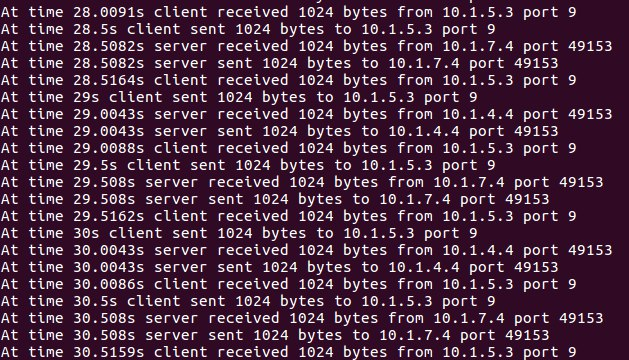 At time 28.0091s client received 1024 bytes from 10.1.5.3 port 9
At time 28.5s client sent 1024 bytes to 10.1.5.3 port 9
At time 28.5082s server received 1024 bytes from 10.1.7.4 port 49153
At time 28.5082s server sent 1024 bytes to 10.1.7.4 port 49153
At time 28.5164s client received 1024 bytes from 10.1.5.3 port 9
At time 29s client sent 1024 bytes to 10.1.5.3 port 9
At time 29.0043s server received 1024 bytes from 10.1.4.4 port 49153
At time 29.0043s server sent 1024 bytes to 10.1.4.4 port 49153
At time 29.0088s client received 1024 bytes from 10.1.5.3 port 9
At time 29.5s client sent 1024 bytes to 10.1.5.3 port 9
At time 29.508s server received 1024 bytes from 10.1.7.4 port 49153
At time 29.508s server sent 1024 bytes to 10.1.7.4 port 49153
At time 29.5162s client received 1024 bytes from 10.1.5.3 port 9
At time 30s client sent 1024 bytes to 10.1.5.3 port 9
At time 30.0043s server received 1024 bytes from 10.1.4.4 port 49153
At time 30.0043s server sent 1024 bytes to 10.1.4.4 port 49153
At time 30.0086s client received 1024 bytes from 10.1.5.3 port 9
At time 30.5s client sent 1024 bytes to 10.1.5.3 port 9
At time 30.508s server received 1024 bytes from 10.1.7.4 port 49153
At time 30.508s server sent 1024 bytes to 10.1.7.4 port 49153
At time 30.5159s client received 1024 bytes from 10.1.5.3 port 9